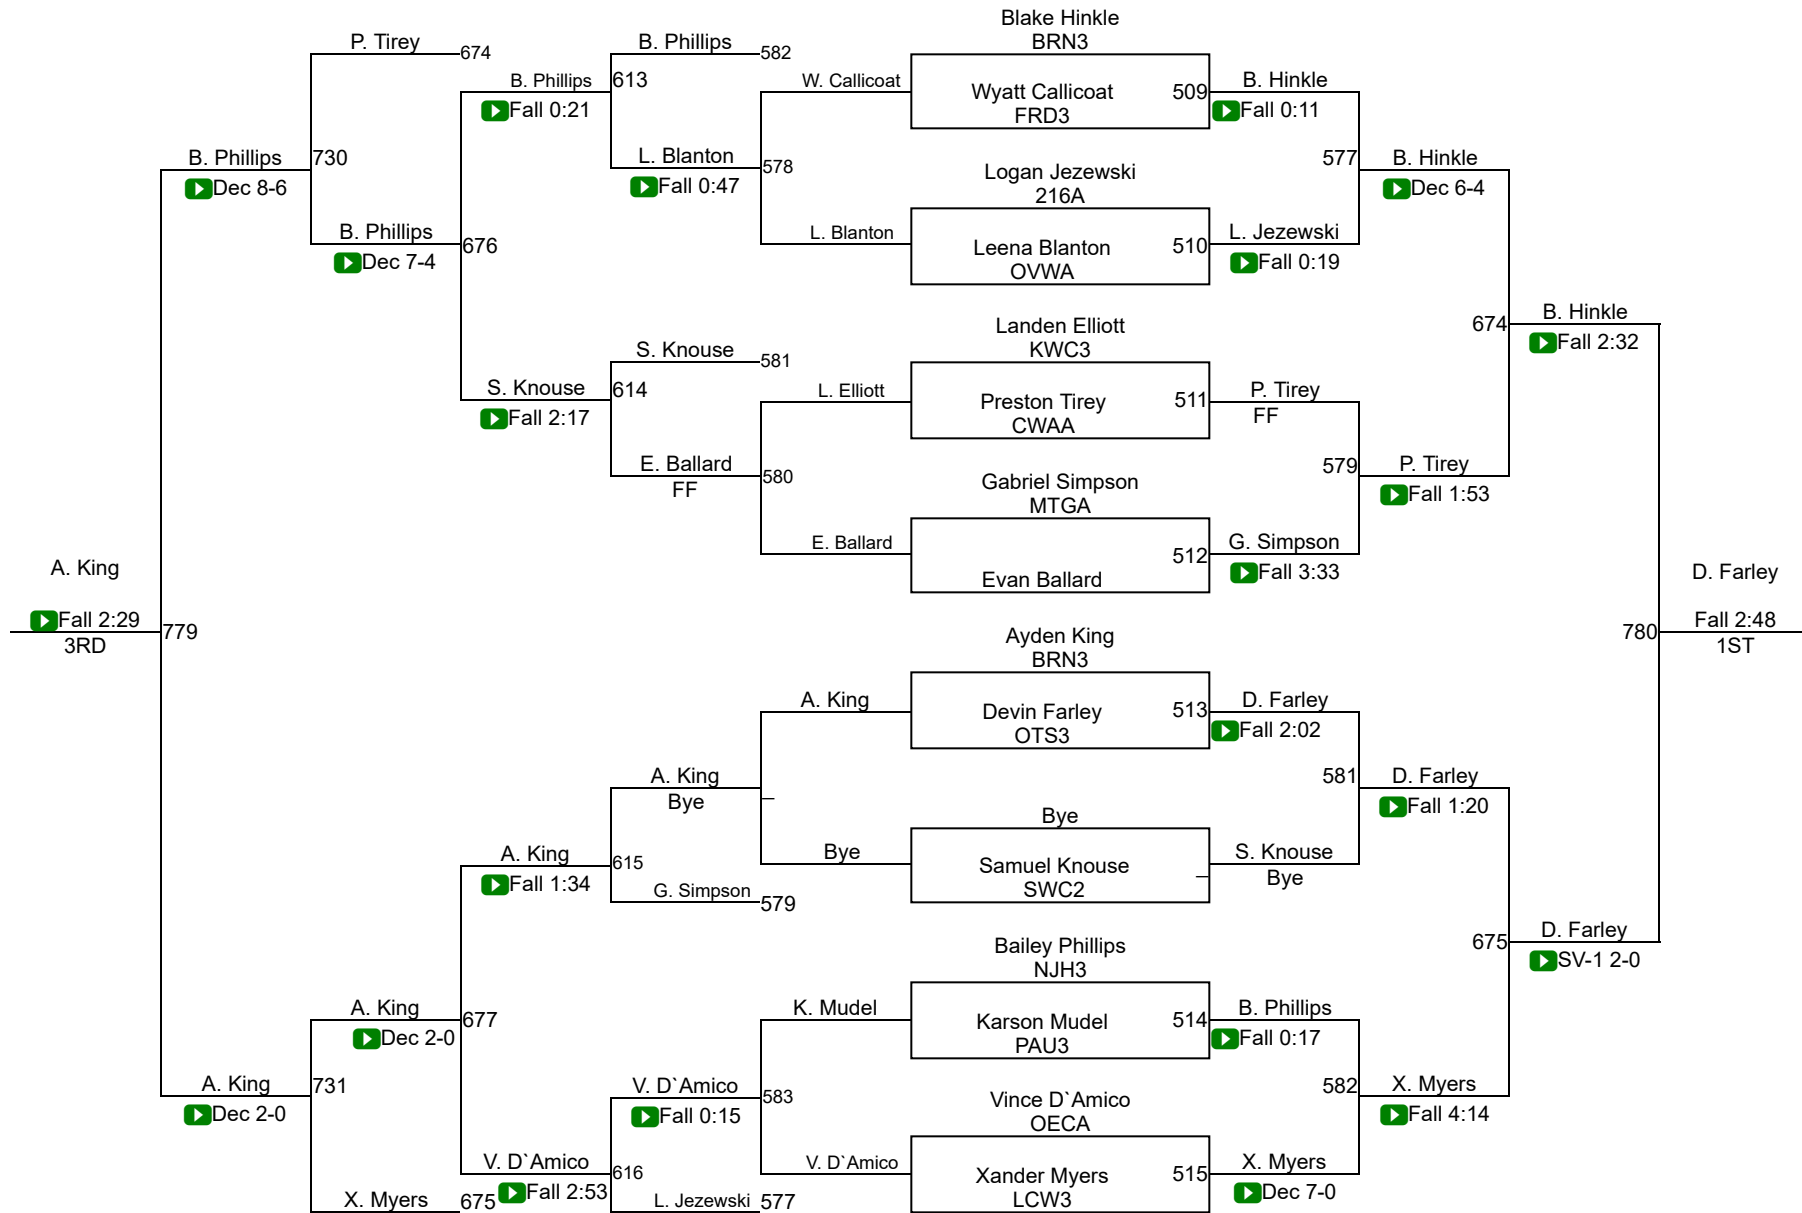 Blake Hinkle
BRN3
P. Tirey
674
B. Phillips
582
B. Phillips
613
Fall 0:21
W. Callicoat
Wyatt Callicoat
FRD3
509
B. Hinkle
Fall 0:11
B. Phillips
730
Dec 8-6
L. Blanton
578
Fall 0:47
Logan Jezewski
216A
577
B. Hinkle
Dec 6-4
B. Phillips
676
Dec 7-4
L. Blanton
Leena Blanton
OVWA
510
L. Jezewski
Fall 0:19
Landen Elliott
KWC3
674
B. Hinkle
Fall 2:32
S. Knouse
581
S. Knouse
614
Fall 2:17
L. Elliott
Preston Tirey
CWAA
511
P. Tirey
FF
E. Ballard
580
FF
Gabriel Simpson
MTGA
579
P. Tirey
Fall 1:53
E. Ballard
Evan Ballard
512
G. Simpson
Fall 3:33
A. King
Fall 2:29
3RD
779
D. Farley
780
Fall 2:48
1ST
Ayden King
BRN3
A. King
Devin Farley
OTS3
513
D. Farley
Fall 2:02
A. King
Bye
Bye
581
D. Farley
Fall 1:20
Bye
Samuel Knouse
SWC2
S. Knouse
Bye
A. King
615
Fall 1:34
G. Simpson
579
Bailey Phillips
NJH3
675
D. Farley
SV-1 2-0
A. King
677
Dec 2-0
K. Mudel
Karson Mudel
PAU3
514
B. Phillips
Fall 0:17
A. King
731
Dec 2-0
V. D`Amico
583
Fall 0:15
Vince D`Amico
OECA
582
X. Myers
Fall 4:14
V. D`Amico
616
Fall 2:53
V. D`Amico
Xander Myers
LCW3
515
X. Myers
Dec 7-0
X. Myers
675
L. Jezewski
577